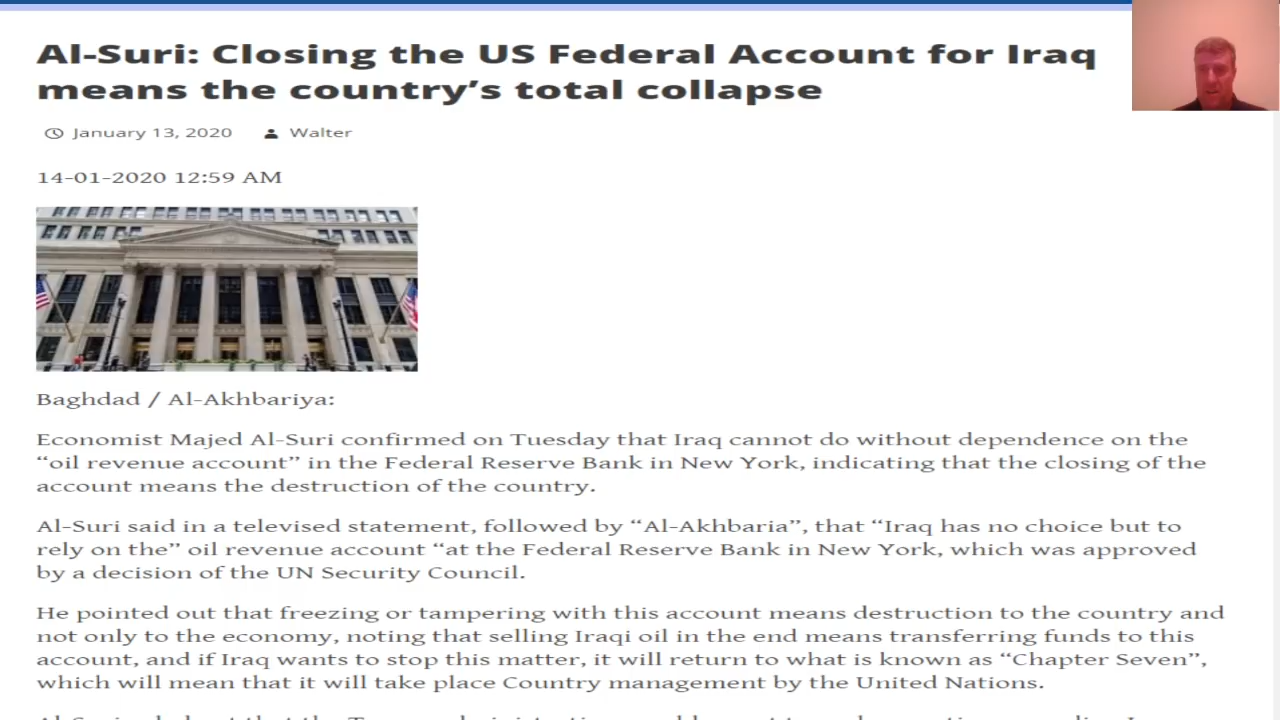 Al-Suri: Closing the US Federal Account for Iraq
means the country’s total collapse
January 13, 2020 Walter
14-01-2020 12:59 AM
Baghdad / Al-Akhbariya:
Economist Majed Al-Suri confirmed on Tuesday that Iraq cannot do without dependence on the
“oil revenue account” in the Federal Reserve Bank in New York, indicating that the closing of the
account means the destruction of the country.
Al-Suri said in a televised statement, followed by “Al-Akhbaria”, that “Iraq has no choice but to
rely on the” oil revenue account “at the Federal Reserve Bank in New York, which was approved
by a decision of the UN Security Council.
He pointed out that freezing or tampering with this account means destruction to the country and
not only to the economy, noting that selling Iraqi oil in the end means transferring funds to this
account, and if Iraq wants to stop this matter, it will return to what is known as “Chapter Seven”,
which will mean that it will take place Country management by the United Nations.